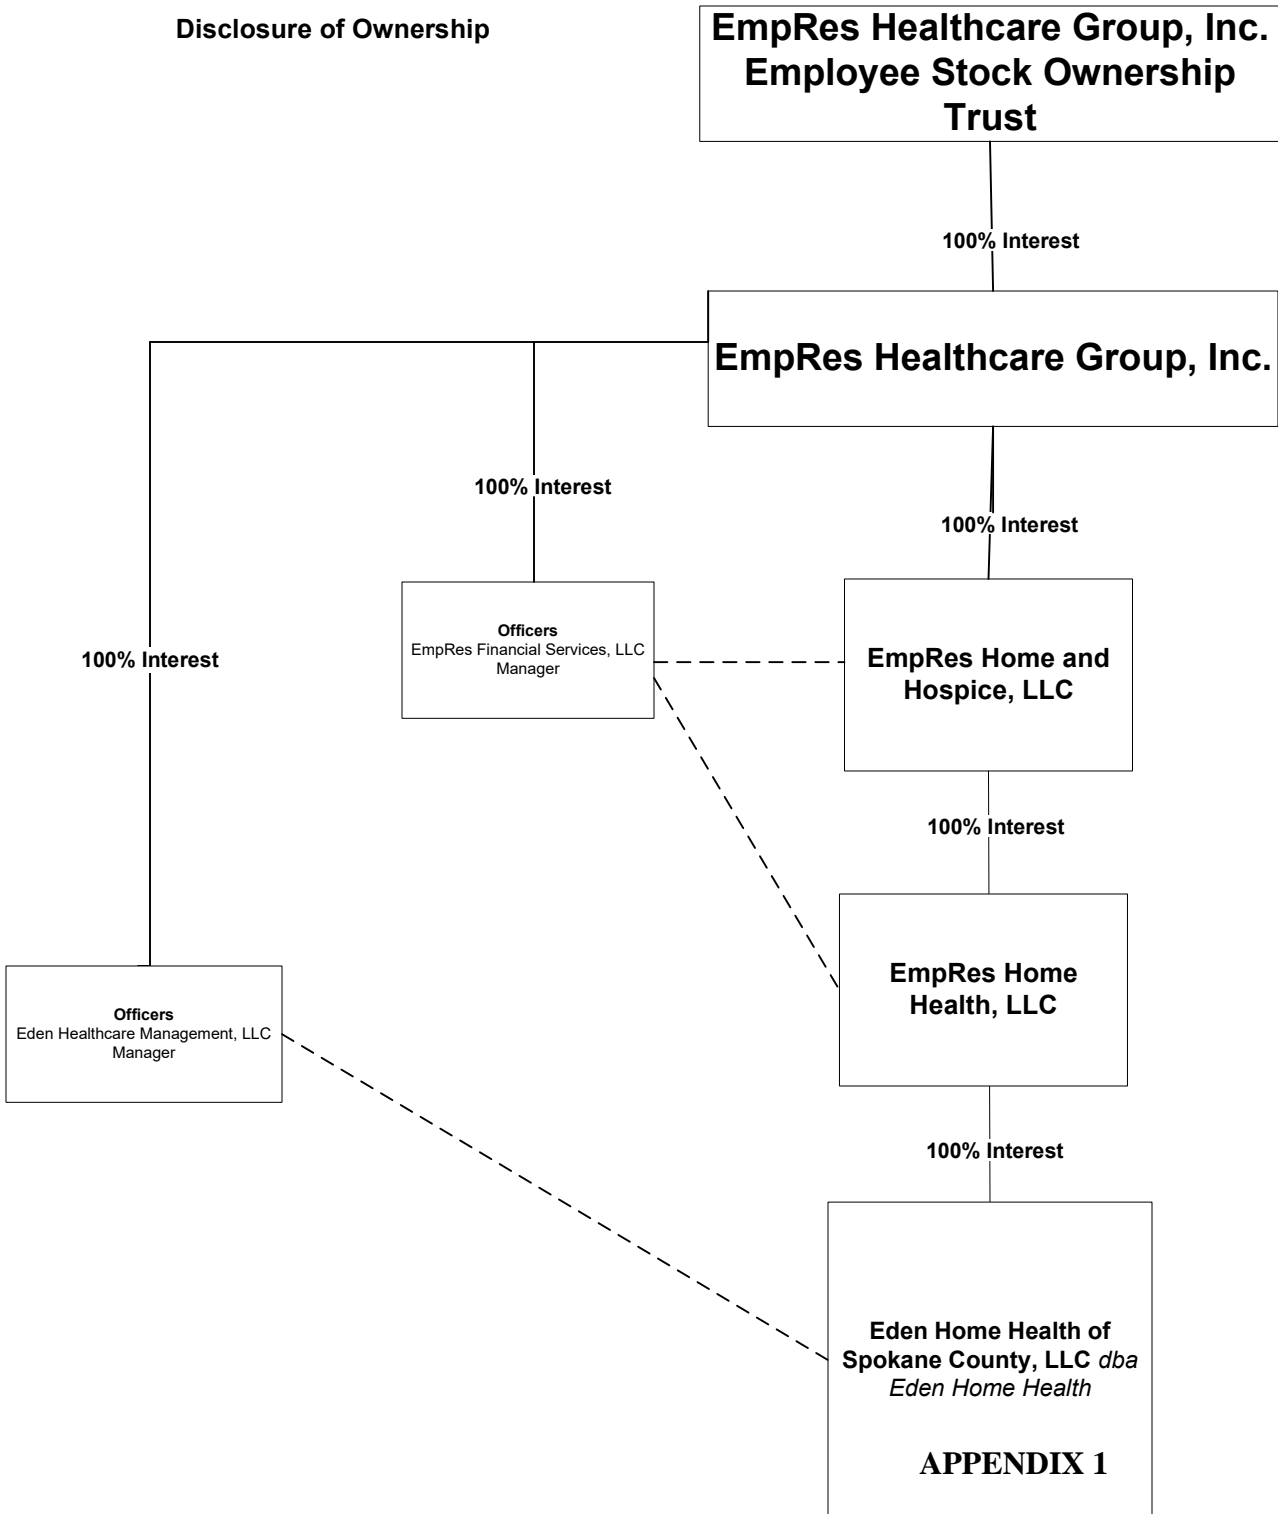 Disclosure of Ownership
EmpRes Healthcare Group, Inc.
Employee Stock Ownership
Trust
100% Interest
EmpRes Healthcare Group, Inc.
100% Interest
100% Interest
100% Interest
Officers
EmpRes Financial Services, LLC
Manager
EmpRes Home and
Hospice, LLC
100% Interest
EmpRes Home
Health, LLC
Officers
Eden Healthcare Management, LLC
Manager
100% Interest
Eden Home Health of
Spokane County, LLC dba
Eden Home Health
APPENDIX 1